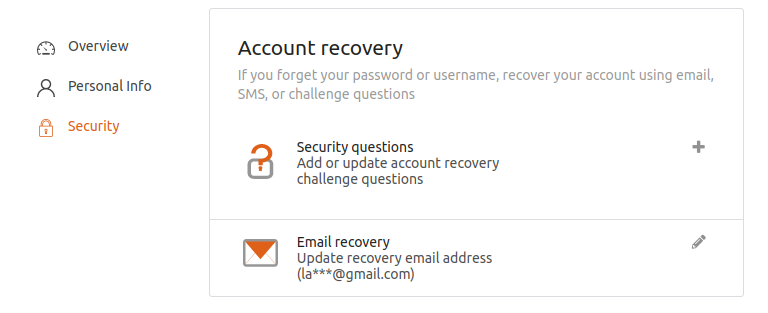 Overview
Personal Info
Security
Account recovery
If you forget your password or username, recover your account using email,
SMS, or challenge questions
Security questions
Add or update account recovery
challenge questions
Email recovery
Update recovery email address
(la***@gmail.com)